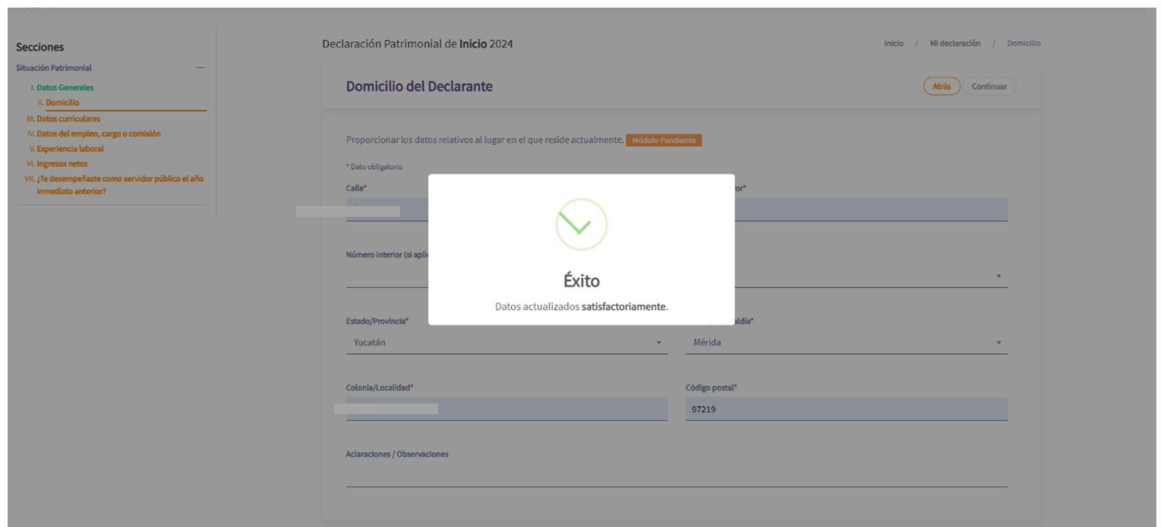 Secciones
Situación Patrimonial
I. Datos Generales
II. Domicilio
III. Datos curriculares
IV. Datos del empleo, cargo o comisión
V. Experiencia laboral
VI. Ingresos netos
VII. ¿Te desempeñaste como servidor público el año
inmediato anterior?
Declaración Patrimonial de Inicio 2024
Inicio / Mi declaración / Domicilio
Domicilio del Declarante
Atrás Continuar
Proporcionar los datos relativos al lugar en el que reside actualmente. Módulo Pendiente
* Dato obligatorio
Calle*
Número interior (si
Éxito
Datos actualizados satisfactoriamente.
Estado/Provincia*
Yucatán
Mérida
Colonia/Localidad* Código postal*
97219
Aclaraciones / Observaciones